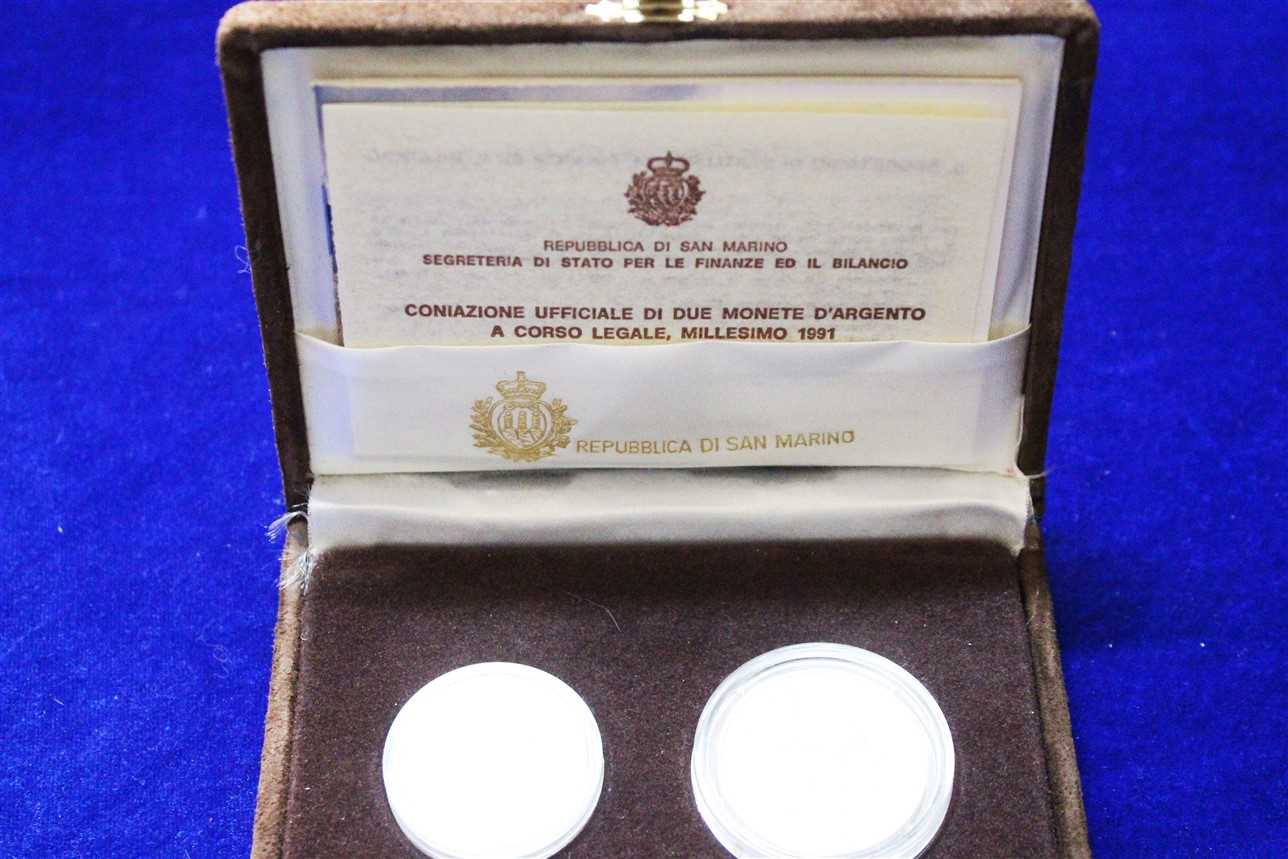 REPUBBLICA DI SAN MARINO
SEGRETERIA DI STATO PER LE FINANZE ED IL BILANCIO
CONIAZIONE UFFICIALE DI DUE MONETE D'ARGENTO
A CORSO LEGALE, MILLESIMO 1991
REPUBBLICA DI SAN MARINO